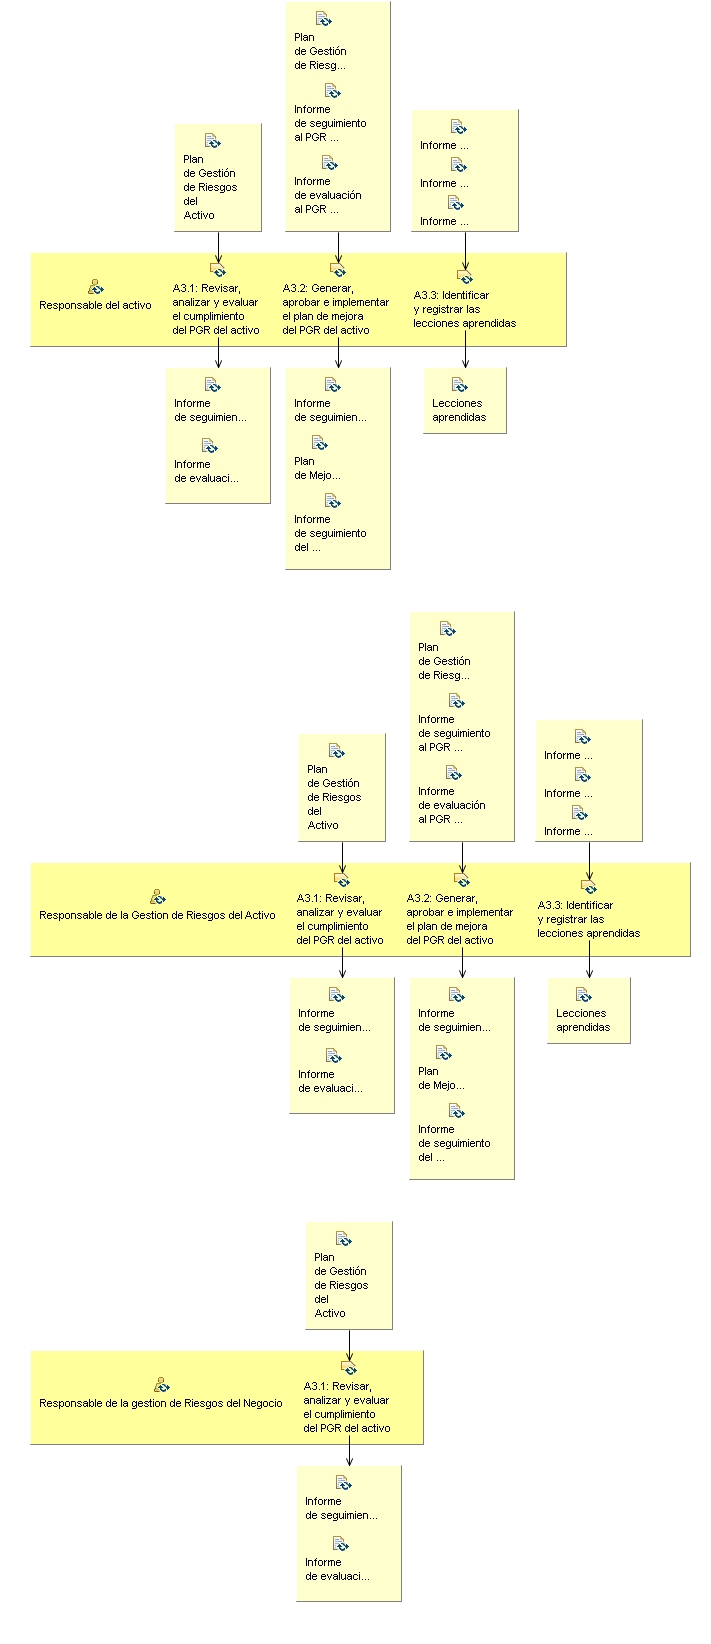 Plan
de Gestión
de Riesg...
Informe
de seguimiento
al PGR ...
Informe
de evaluación
al PGR ...
Plan
de Gestión
de Riesgos
del
Activo
Informe ...
Informe ...
Informe ...
Responsable del activo
A3.1: Revisar,
analizar y evaluar
el cumplimiento
del PGR del activo
A3.2: Generar,
aprobar e implementar
el plan de mejora
del PGR del activo
A3.3: Identificar
y registrar las
lecciones aprendidas
Informe
de seguimien...
Informe
de evaluaci...
Informe
de seguimien...
Plan
de Mejo...
Informe
de seguimiento
del ...
Lecciones
aprendidas
Plan
de Gestión
de Riesg...
Informe
de seguimiento
al PGR ...
Informe
de evaluación
al PGR ...
Plan
de Gestión
de Riesgos
del
Activo
Informe ...
Informe ...
Informe ...
Responsable de la Gestion de Riesgos del Activo
A3.1: Revisar,
analizar y evaluar
el cumplimiento
del PGR del activo
A3.2: Generar,
aprobar e implementar
el plan de mejora
del PGR del activo
A3.3: Identificar
y registrar las
lecciones aprendidas
Informe
de seguimien...
Informe
de evaluaci...
Informe
de seguimien...
Plan
de Mejo...
Informe
de seguimiento
del ...
Lecciones
aprendidas
Plan
de Gestión
de Riesgos
del
Activo
Responsable de la gestion de Riesgos del Negocio
A3.1: Revisar,
analizar y evaluar
el cumplimiento
del PGR del activo
Informe
de seguimien...
Informe
de evaluaci...